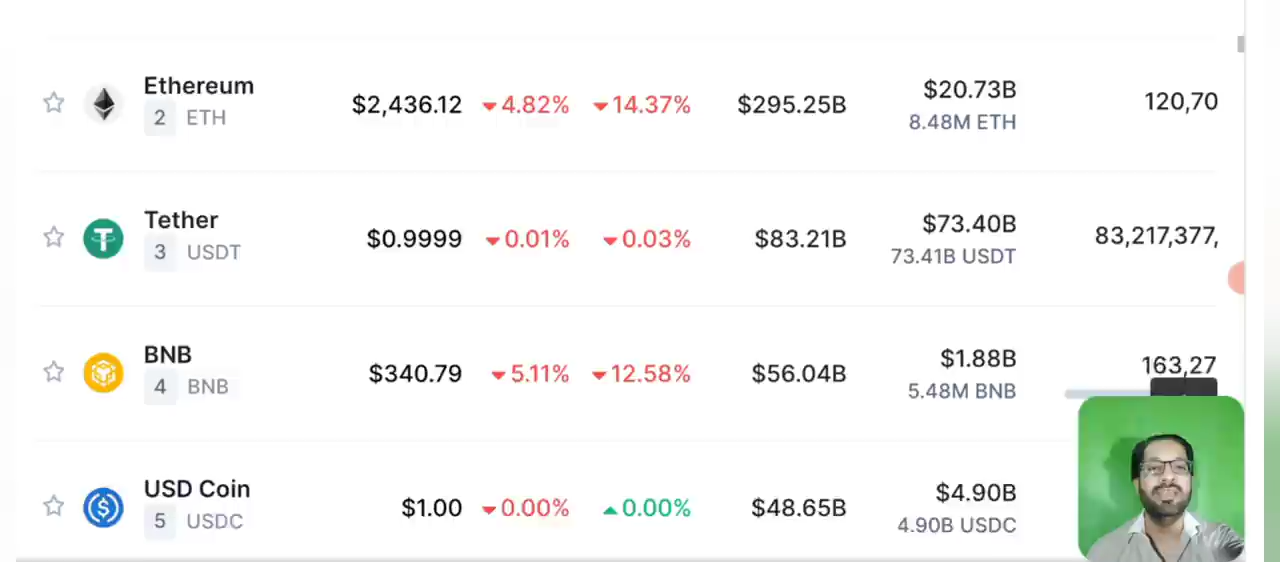 Ethereum
2 ETH
$2,436.12 4.82% 14.37% $295.25B $20.73B 120,70
8.48M ETH
Tether
3 USDT
$0.9999 0.01% 0.03% $83.21B $73.40B 83,217,377,
73.41B USDT
BNB
4 BNB
$340.79 5.11% 12.58% $56.04B $1.88B 163,27
5.48M BNB
USD Coin
5 USDC
$1.00 0.00% 0.00% $48.65B $4.90B
4.90B USDC